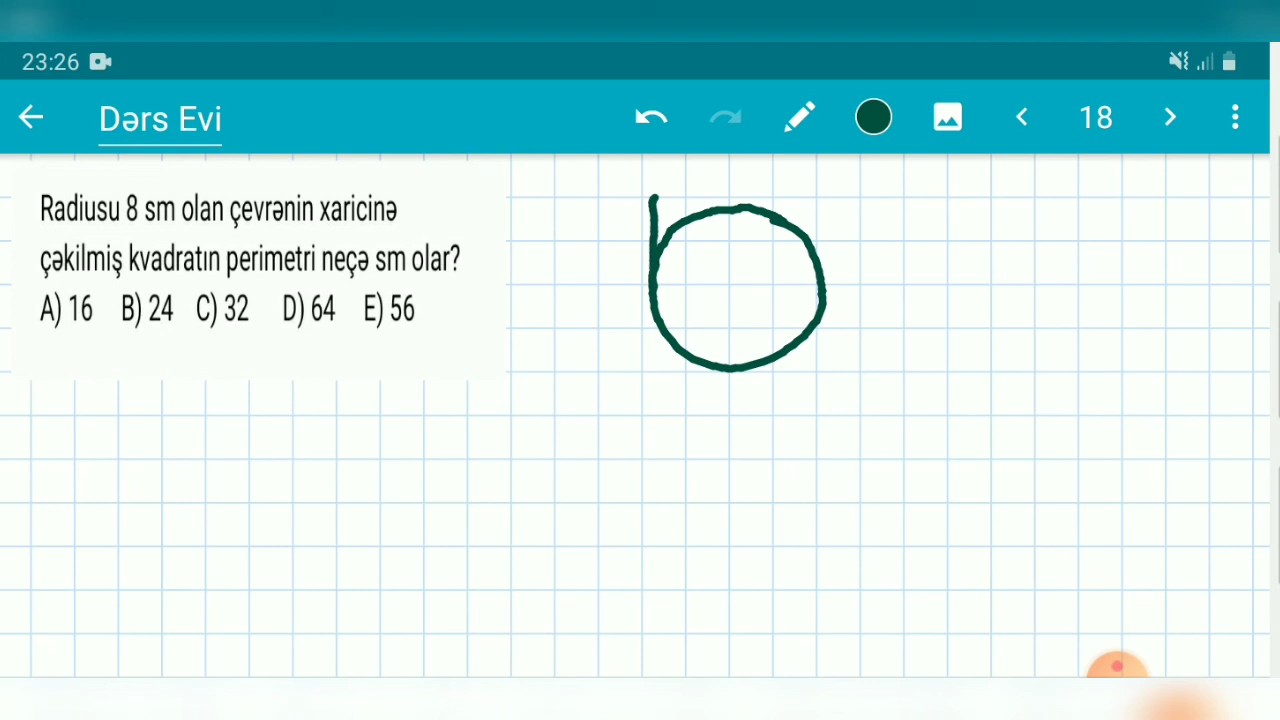 23:26
Dərs Evi
18
Radiusu 8 sm olan çevrənin xaricinə
çəkilmiş kvadratın perimetri neçə sm olar?
A) 16 B) 24 C) 32 D) 64 E) 56